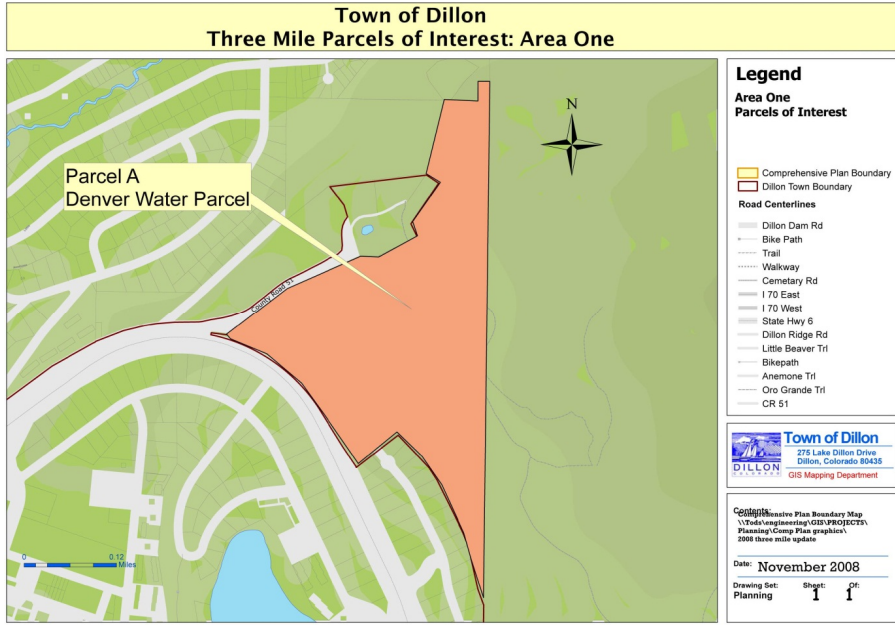 Town of Dillon
Three Mile Parcels of Interest: Area One
Parcel A
Denver Water Parcel
County Road 51
N
0
0.12
Miles
Legend
Area One
Parcels of Interest
Comprehensive Plan Boundary
Dillon Town Boundary
Road Centerlines
Dillon Dam Rd
Bike Path
Trail
Walkway
Cemetary Rd
I 70 East
I 70 West
State Hwy 6
Dillon Ridge Rd
Little Beaver Trl
Bikepath
Anemone Trl
Oro Grande Trl
CR 51
DILLON
COLORADO
Town of Dillon
275 Lake Dillon Drive
Dillon, Colorado 80435
GIS Mapping Department
Contents:
Comprehensive Plan Boundary Map
\\Tods\engineering\GIS\PROJECTS\
Planning\Comp Plan graphics\
2008 three mile update
Date: November 2008
Drawing Set: Sheet: Of:
Planning 1 1